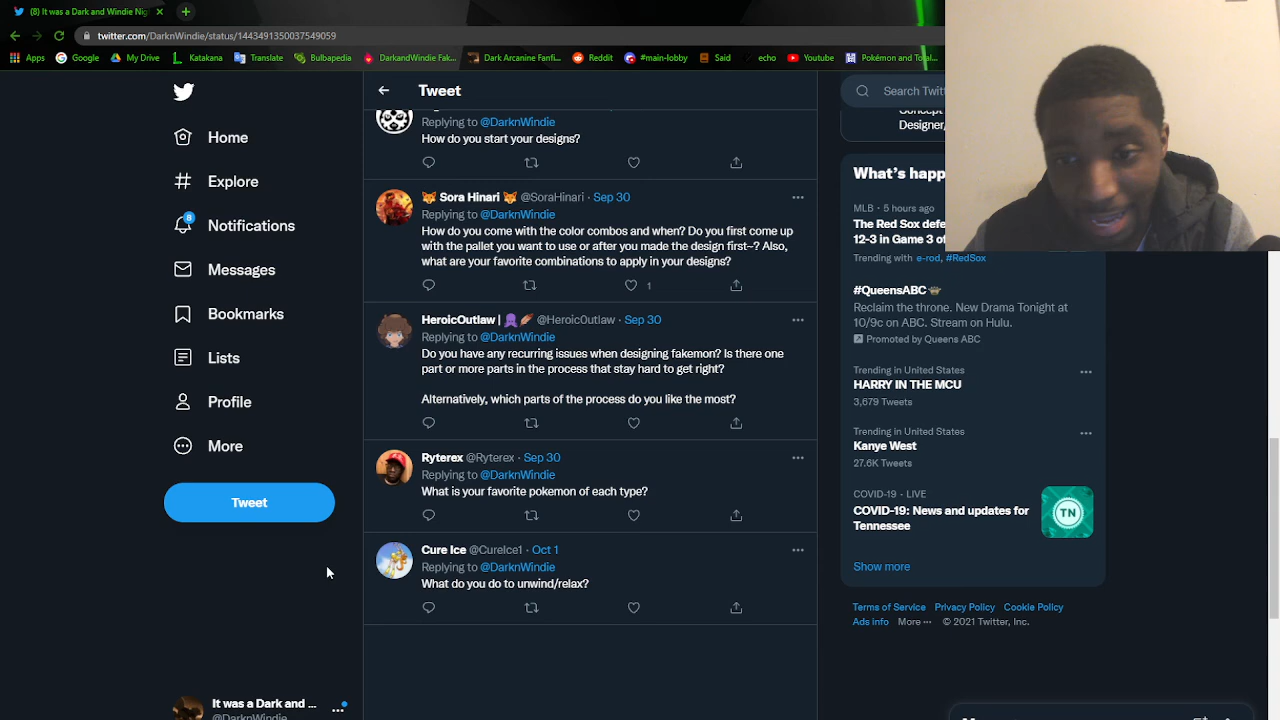 (8) It was a Dark and Windie Nig
twitter.com/DarknWindie/status/1443491350037549059
Apps
Google
My Drive
Katakana
Translate
Bulbapedia
DarkandWindie Fak...
Dark Arcanine Fanfi...
Reddit
#main-lobby
Said
echo
Youtube
Pokémon and Total...
Home
Explore
8
Notifications
Messages
Bookmarks
Lists
Profile
More
Tweet
It was a Dark and ...
@DarknWindie
Tweet
Replying to @DarknWindie
How do you start your designs?
Sora Hinari @SoraHinari · Sep 30
Replying to @DarknWindie
How do you come with the color combos and when? Do you first come up
with the pallet you want to use or after you made the design first-? Also,
what are your favorite combinations to apply in your designs?
1
HeroicOutlaw | @HeroicOutlaw · Sep 30
Replying to @DarknWindie
Do you have any recurring issues when designing fakemon? Is there one
part or more parts in the process that stay hard to get right?
Alternatively, which parts of the process do you like the most?
Ryterex @Ryterex · Sep 30
Replying to @DarknWindie
What is your favorite pokemon of each type?
Cure Ice @CureIce1 · Oct 1
Replying to @DarknWindie
What do you do to unwind/relax?
Search Twit
Concept
Designer/
What's happ
MLB · 5 hours ago
The Red Sox defe
12-3 in Game 3 of
Trending with e-rod, #RedSox
#QueensABC
Reclaim the throne. New Drama Tonight at
10/9c on ABC. Stream on Hulu.
Promoted by Queens ABC
Trending in United States
HARRY IN THE MCU
3,679 Tweets
Trending in United States
Kanye West
27.6K Tweets
COVID-19 · LIVE
COVID-19: News and updates for
Tennessee
TN
Show more
Terms of Service Privacy Policy Cookie Policy
Ads info More ··· © 2021 Twitter, Inc.